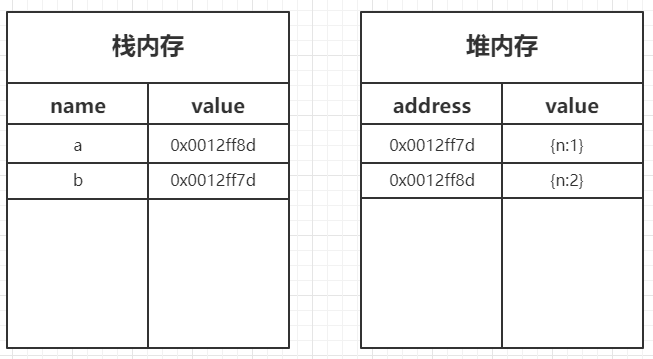 栈内存
name value
a 0x0012ff8d
b 0x0012ff7d
堆内存
address value
0x0012ff7d {n:1}
0x0012ff8d {n:2}